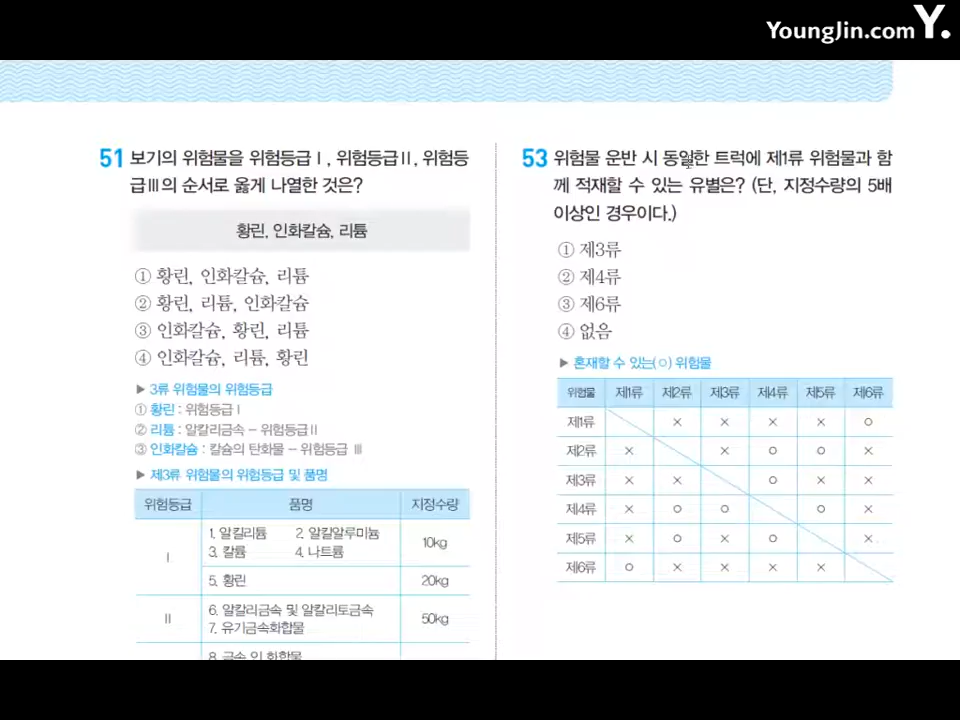 YoungJin.com Y.
51 보기의 위험물을 위험등급Ⅰ, 위험등급Ⅱ, 위험등
급Ⅲ의 순서로 옳게 나열한 것은?
황린, 인화칼슘, 리튬
① 황린, 인화칼슘, 리튬
② 황린, 리튬, 인화칼슘
③ 인화칼슘, 황린, 리튬
④ 인화칼슘, 리튬, 황린
▶ 3류 위험물의 위험등급
① 황린 : 위험등급Ⅰ
② 리튬 : 알칼리금속 – 위험등급Ⅱ
③ 인화칼슘 : 칼슘의 탄화물 – 위험등급 Ⅲ
▶ 제3류 위험물의 위험등급 및 품명
위험등급 품명 지정수량
Ⅰ
1. 알킬리튬 2. 알킬알루미늄
3. 칼륨 4. 나트륨
10kg
5. 황린 20kg
Ⅱ
6. 알칼리금속 및 알칼리토금속
7. 유기금속화합물
50kg
8. 금속 인 화합물
53 위험물 운반 시 동일한 트럭에 제1류 위험물과 함
께 적재할 수 있는 유별은? (단, 지정수량의 5배
이상인 경우이다.)
① 제3류
② 제4류
③ 제6류
④ 없음
▶ 혼재할 수 있는(○) 위험물
위험물 제1류 제2류 제3류 제4류 제5류 제6류
제1류 × × × × ○
제2류 × × ○ ○ ×
제3류 × × ○ × ×
제4류 × ○ ○ ○ ×
제5류 × ○ × ○ ×
제6류 ○ × × × ×